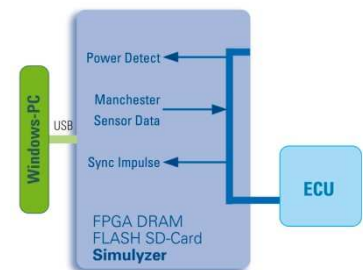 Windows-PC
USB
Power Detect
Manchester
Sensor Data
Sync Impulse
FPGA DRAM
FLASH SD-Card
Simulyzer
ECU